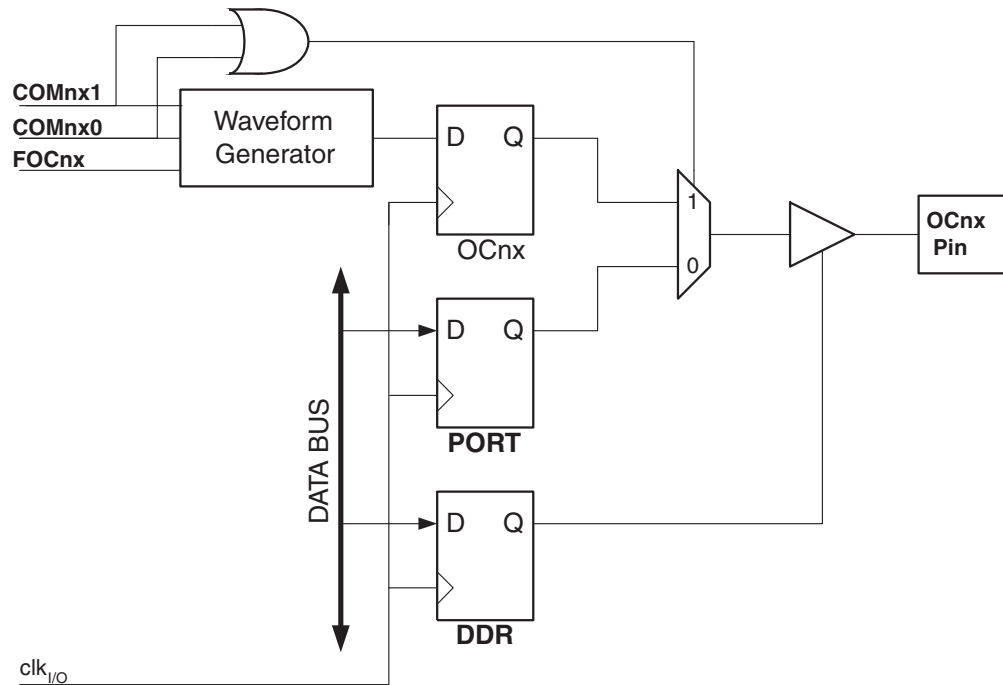 COMnx1
COMnx0
FOCnx
Waveform
Generator
D Q
OCnx
1
0
OCnx
Pin
D Q
PORT
DATA BUS
D Q
DDR
clkI/O